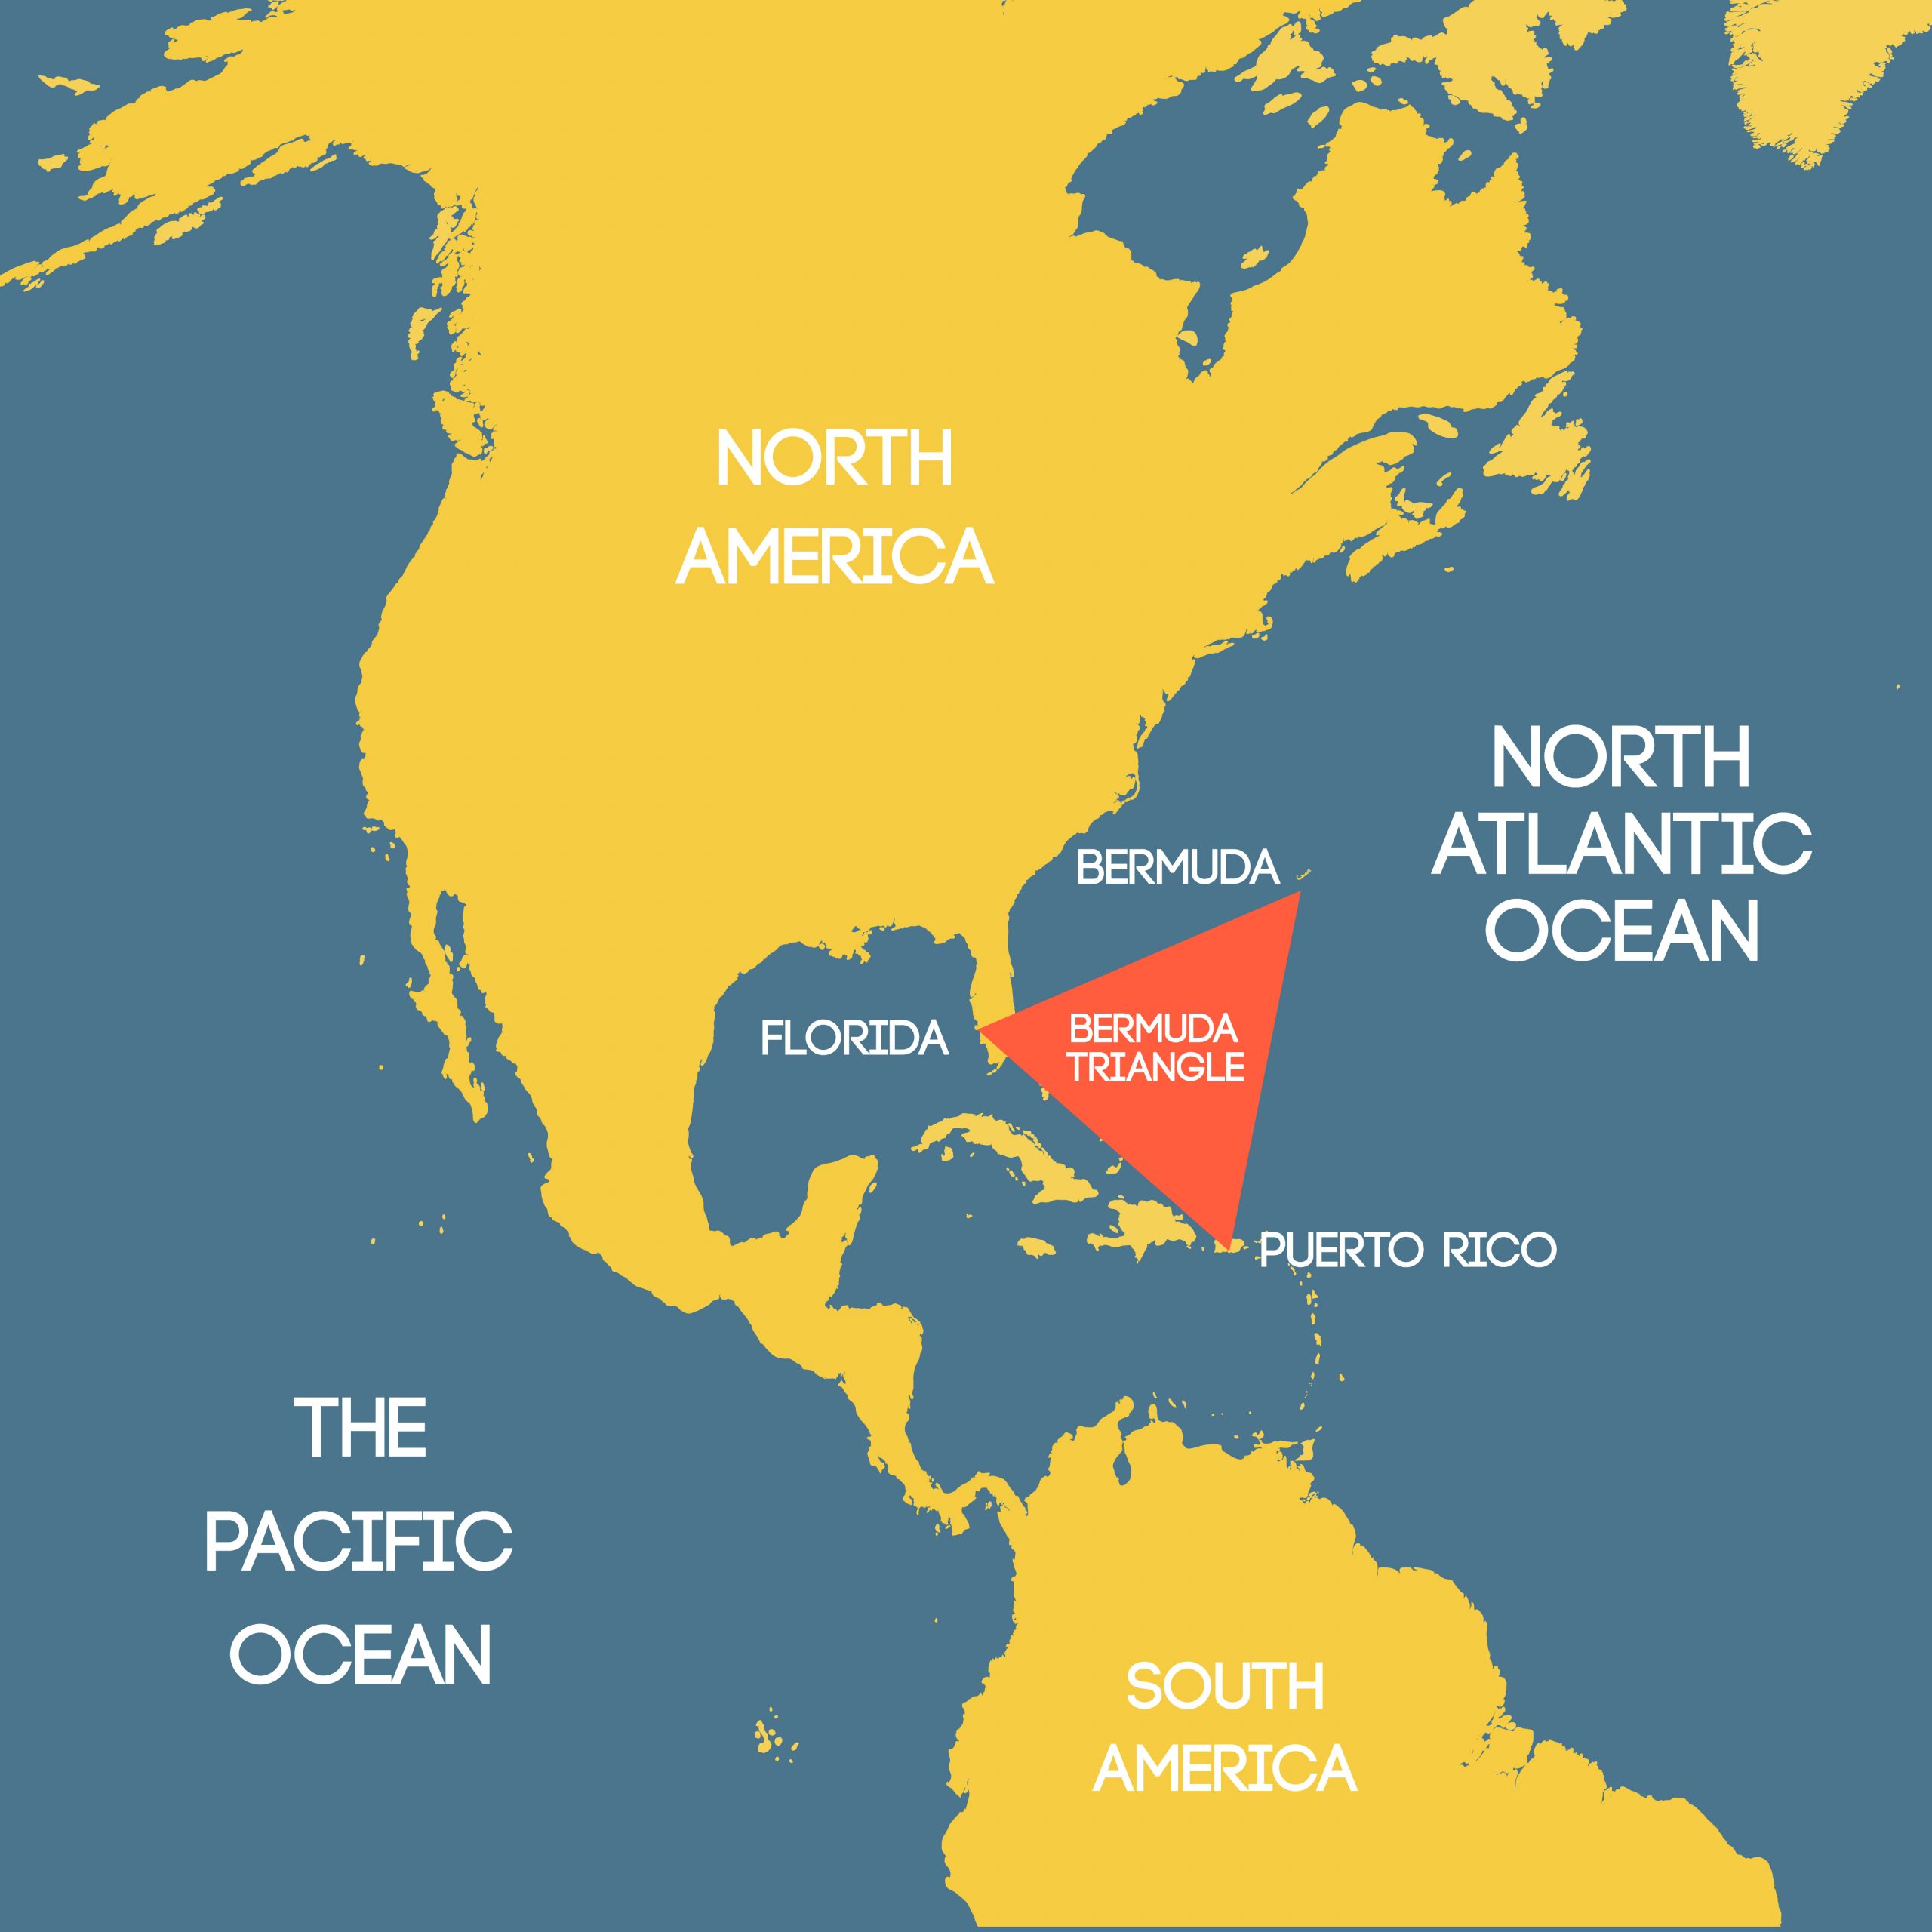 NORTH
AMERICA
NORTH
ATLANTIC
OCEAN
BERMUDA
FLORIDA
BERMUDA
TRIANGLE
PUERTO RICO
THE
PACIFIC
OCEAN
SOUTH
AMERICA